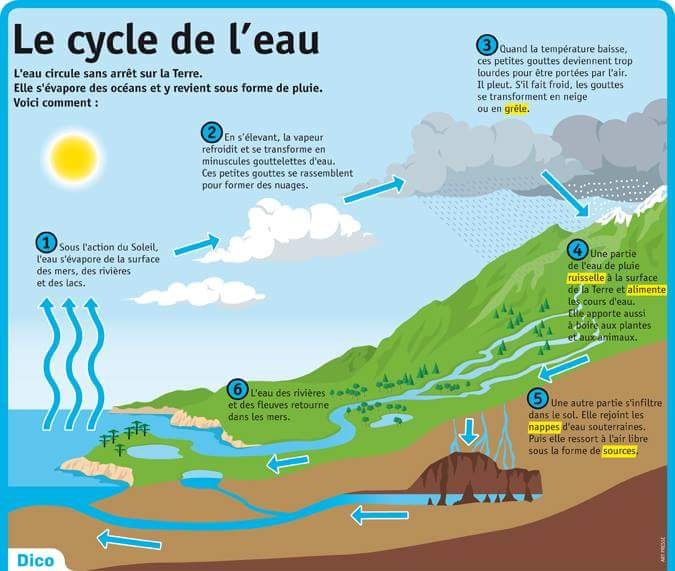 Le cycle de l'eau
L'eau circule sans arrêt sur la Terre.
Elle s'évapore des océans et y revient sous forme de pluie.
Voici comment :
1 Sous l'action du Soleil,
l'eau s'évapore de la surface
des mers, des rivières
et des lacs.
2 En s'élevant, la vapeur
refroidit et se transforme en
minuscules gouttelettes d'eau.
Ces petites gouttes se rassemblent
pour former des nuages.
3 Quand la température baisse,
ces petites gouttes deviennent trop
lourdes pour être portées par l'air.
Il pleut. S'il fait froid, les gouttes
se transforment en neige
ou en grêle.
4 Une partie
de l'eau de pluie
ruisselle à la surface
de la Terre et alimente
les cours d'eau.
Elle apporte aussi
à boire aux plantes
et aux animaux.
5 Une autre partie s'infiltre
dans le sol. Elle rejoint les
nappes d'eau souterraines.
Puis elle ressort à l'air libre
sous la forme de sources.
6 L'eau des rivières
et des fleuves retourne
dans les mers.
Dico
ART PRESSE